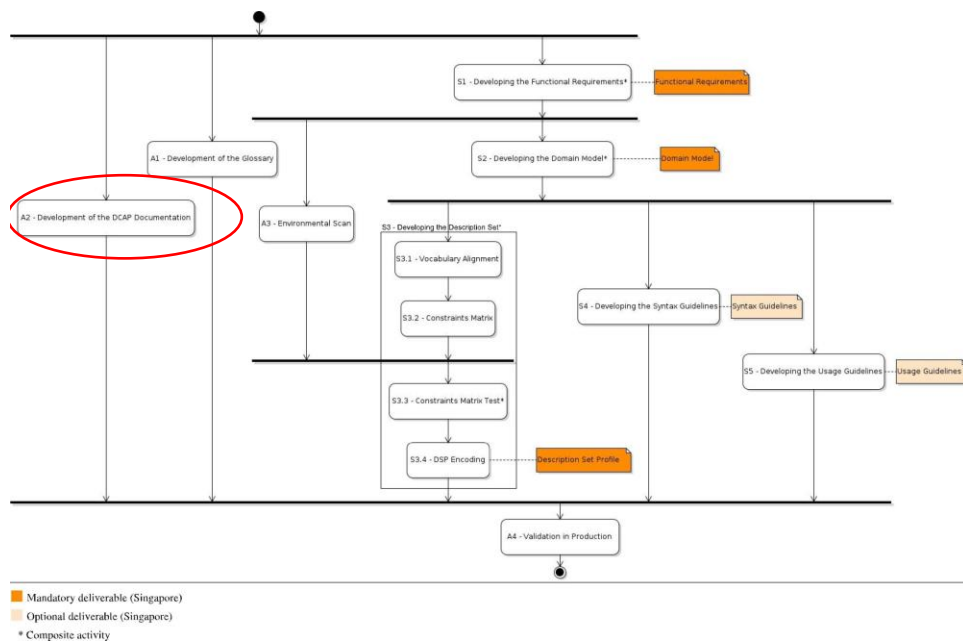 S1 - Developing the Functional Requirements*
Functional Requirements
A1 - Development of the Glossary
S2 - Developing the Domain Model*
Domain Model
A2 - Development of the DCAP Documentation
A3 - Environmental Scan
S3 - Developing the Description Set*
S3.1 - Vocabulary Alignment
S3.2 - Constraints Matrix
S4 - Developing the Syntax Guidelines
Syntax Guidelines
S5 - Developing the Usage Guidelines
Usage Guidelines
S3.3 - Constraints Matrix Test*
S3.4 - DSP Encoding
Description Set Profile
A4 - Validation in Production
Mandatory deliverable (Singapore)
Optional deliverable (Singapore)
* Composite activity